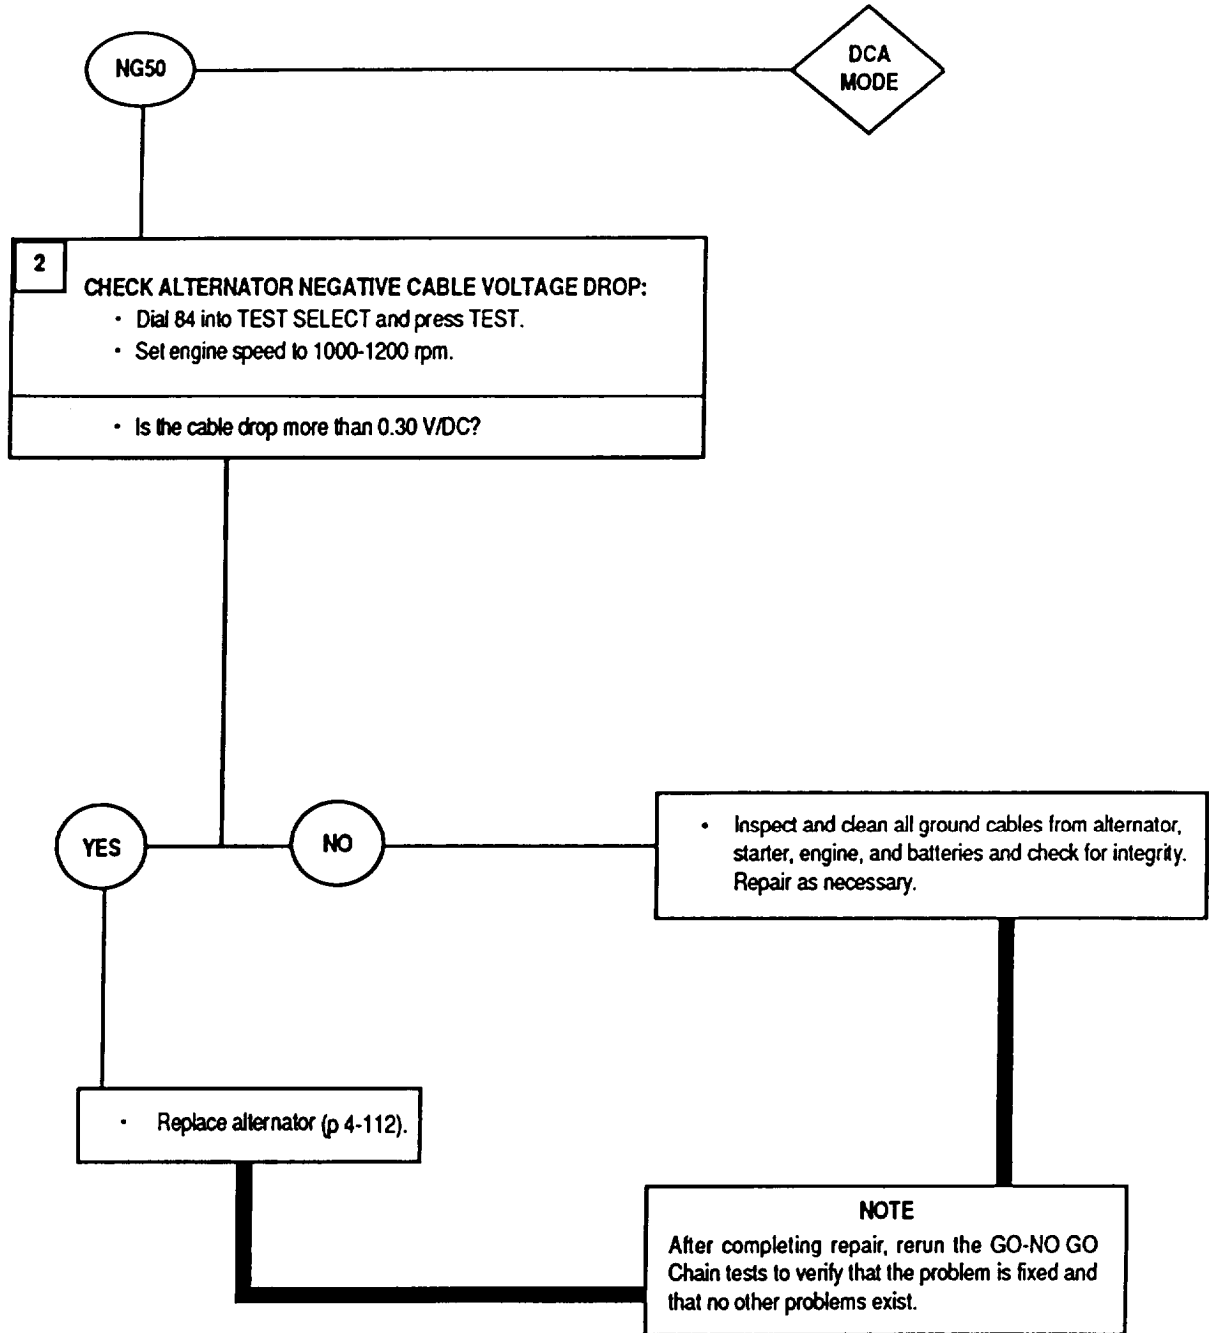 NG50
DCA
MODE
2
CHECK ALTERNATOR NEGATIVE CABLE VOLTAGE DROP:
· Dial 84 into TEST SELECT and press TEST.
· Set engine speed to 1000-1200 rpm.
· Is the cable drop more than 0.30 V/DC?
YES
NO
• Inspect and clean all ground cables from alternator,
starter, engine, and batteries and check for integrity.
Repair as necessary.
· Replace alternator (p 4-112).
NOTE
After completing repair, rerun the GO-NO GO
Chain tests to verify that the problem is fixed and
that no other problems exist.